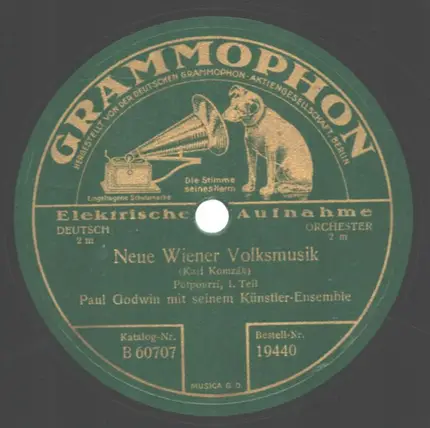 GRAMMOPHON
HERGESTELLT VON DER DEUTSCHEN GRAMMOPHON-AKTIENGESELLSCHAFT, BERLIN
Die Stimme
seines Herrn
Eingetragene Schutzmarke
Elektrische Aufnahme
DEUTSCH
2 m
ORCHESTER
2 m
Neue Wiener Volksmusik
(Karl Komzák)
Potpourri, 1. Teil
Paul Godwin mit seinem Künstler-Ensemble
Katalog-Nr.
B 60707
Bestell-Nr.
19440
MUSICA G. D.